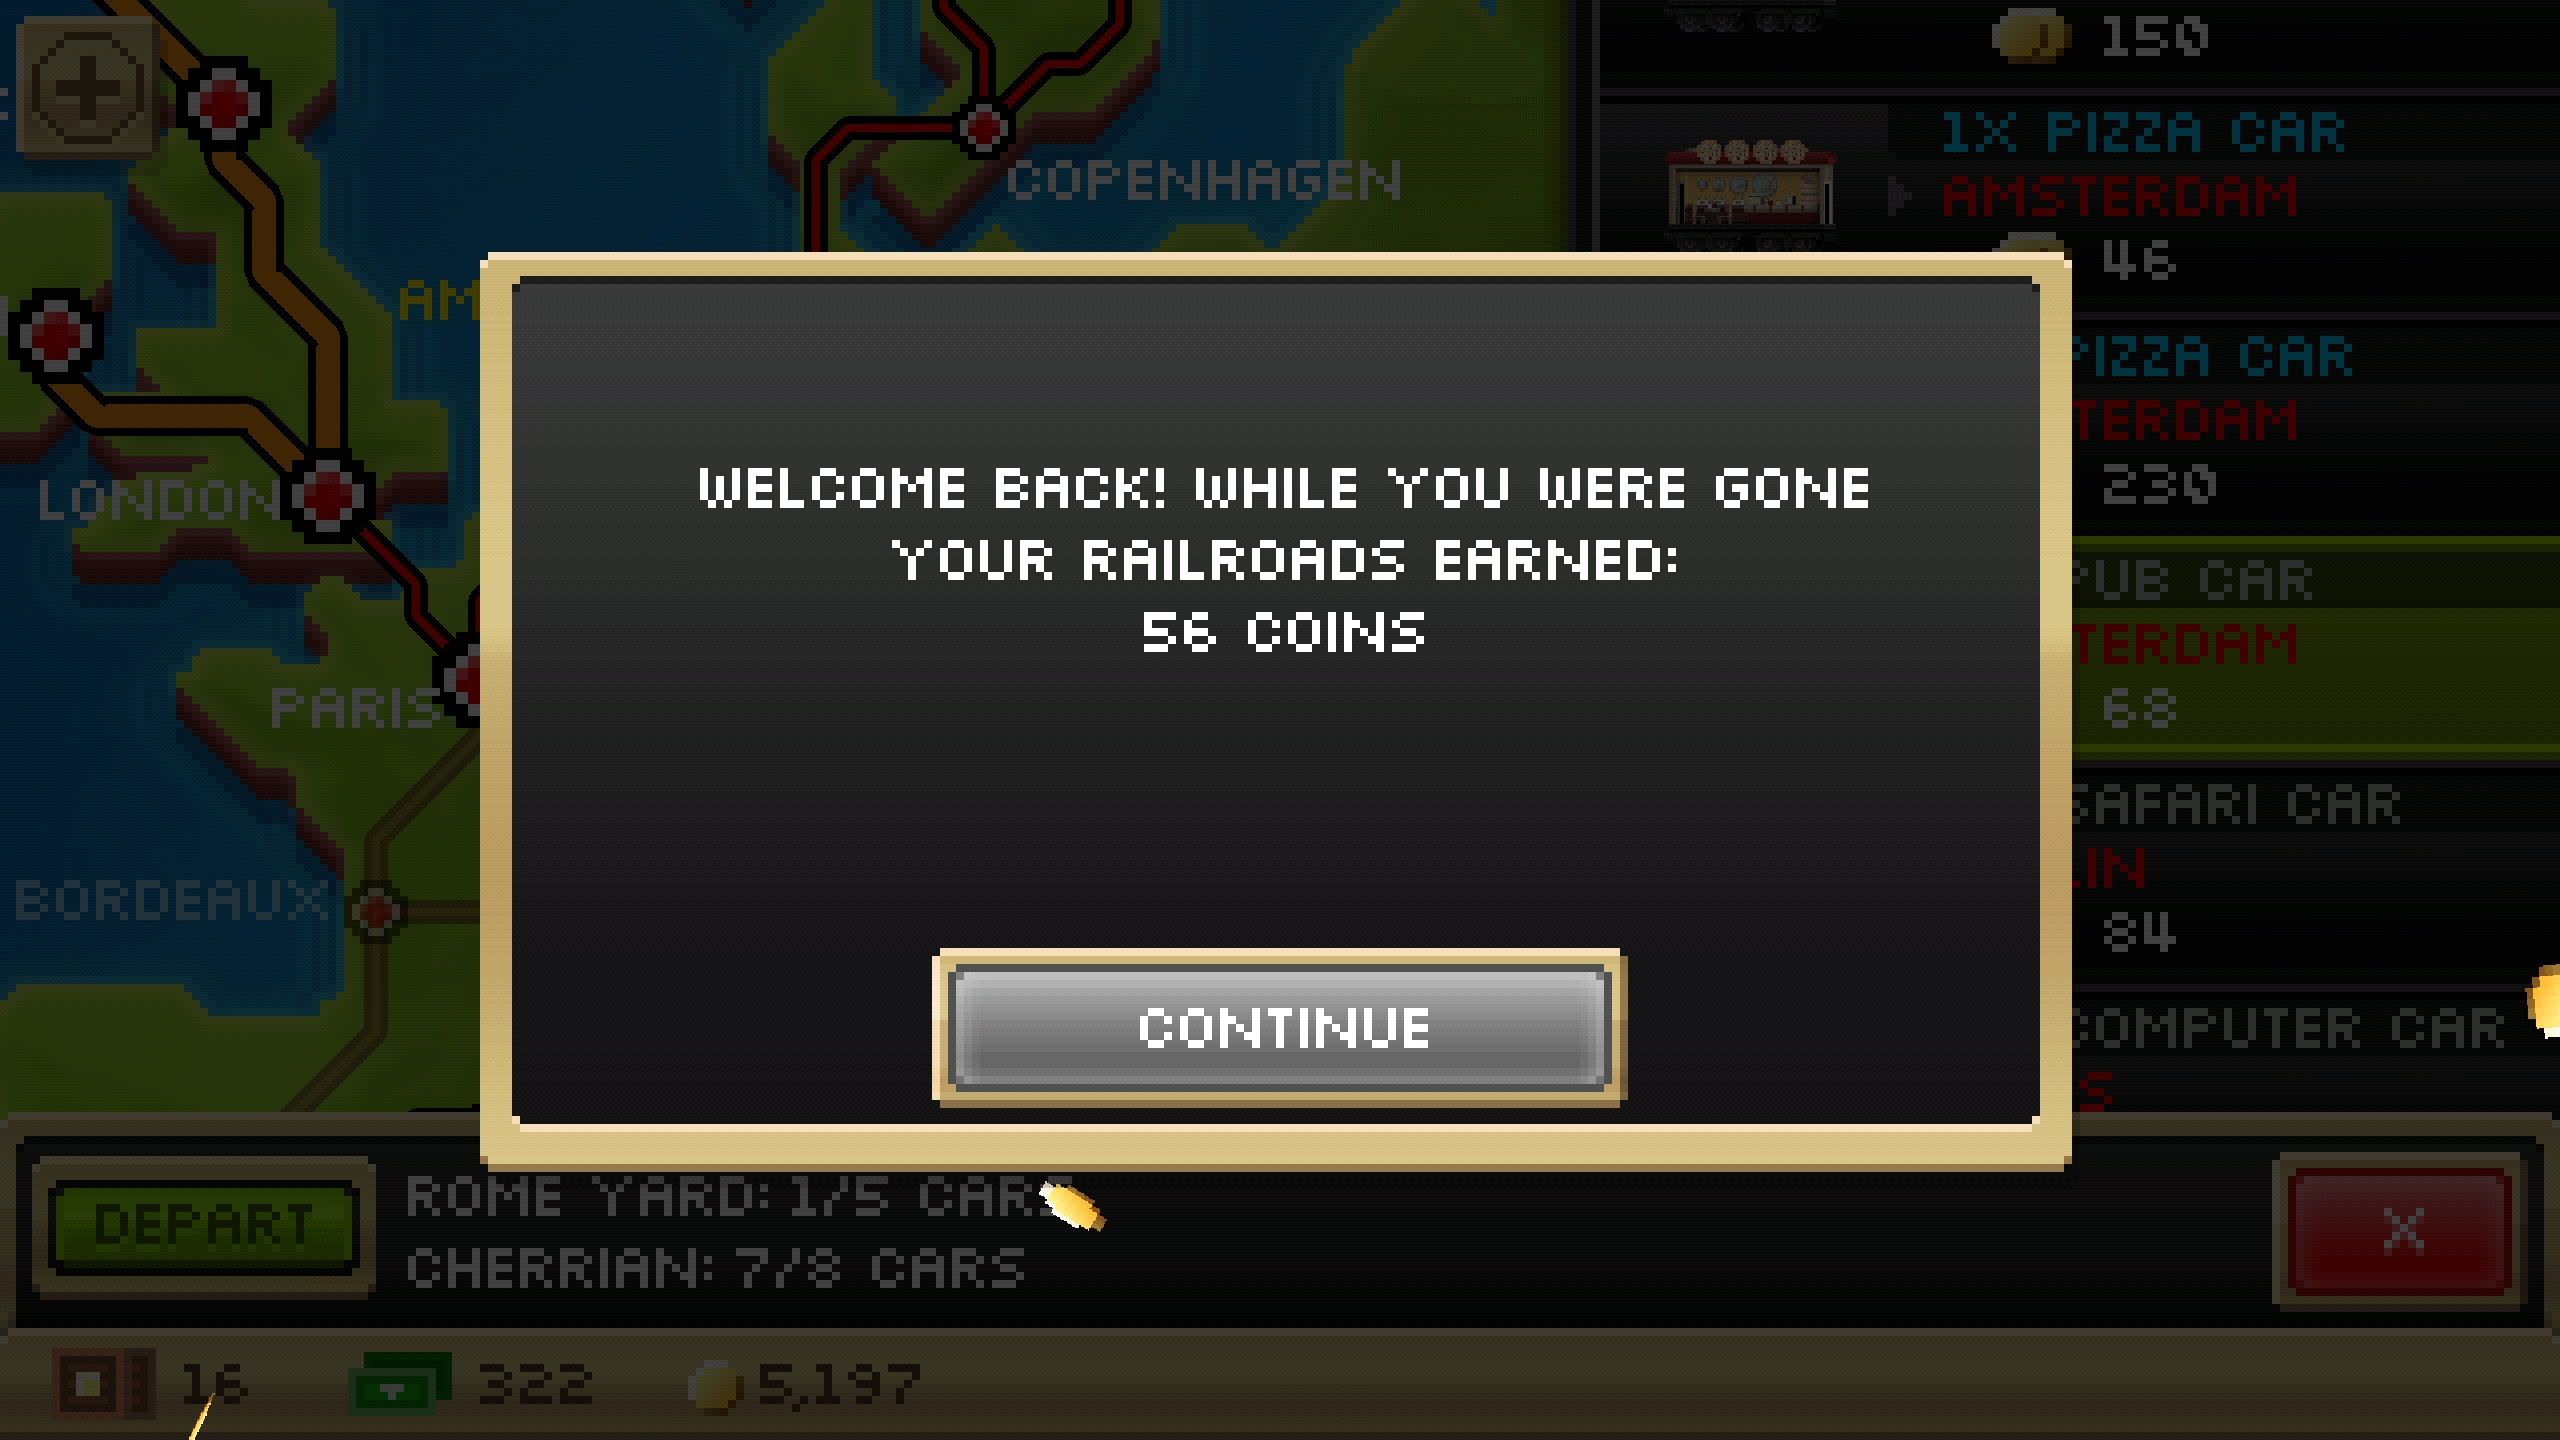 150
1X PIZZA CAR
AMSTERDAM
46
COPENHAGEN
AM
PIZZA CAR
TERDAM
230
LONDON
WELCOME BACK! WHILE YOU WERE GONE
YOUR RAILROADS EARNED:
56 COINS
PUB CAR
TERDAM
68
PARIS
SAFARI CAR
LIN
84
BORDEAUX
CONTINUE
COMPUTER CAR
S
DEPART
ROME YARD: 1/5 CARS
CHERRIAN: 7/8 CARS
X
16
322
5,197